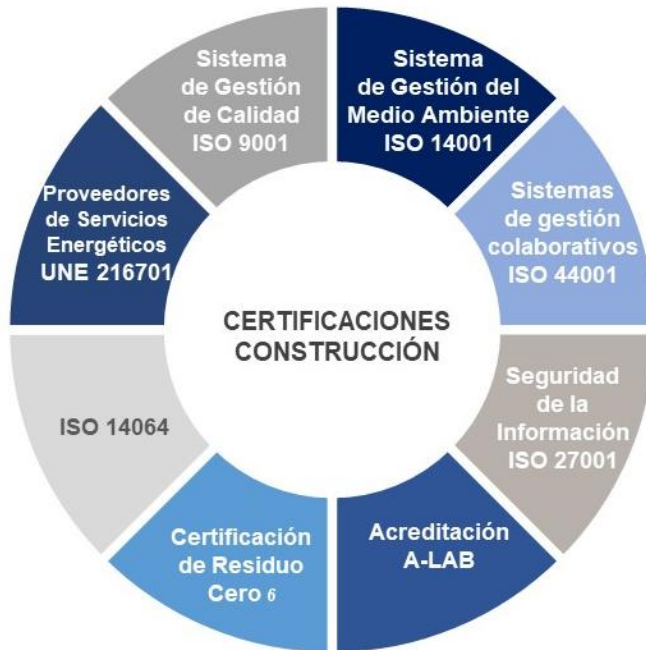 Sistema
de Gestión
de Calidad
ISO 9001
Sistema
de Gestión del
Medio Ambiente
ISO 14001
Sistemas
de gestión
colaborativos
ISO 44001
Seguridad
de la
Información
ISO 27001
Acreditación
A-LAB
Certificación
de Residuo
Cero 6
ISO 14064
Proveedores
de Servicios
Energéticos
UNE 216701
CERTIFICACIONES
CONSTRUCCIÓN